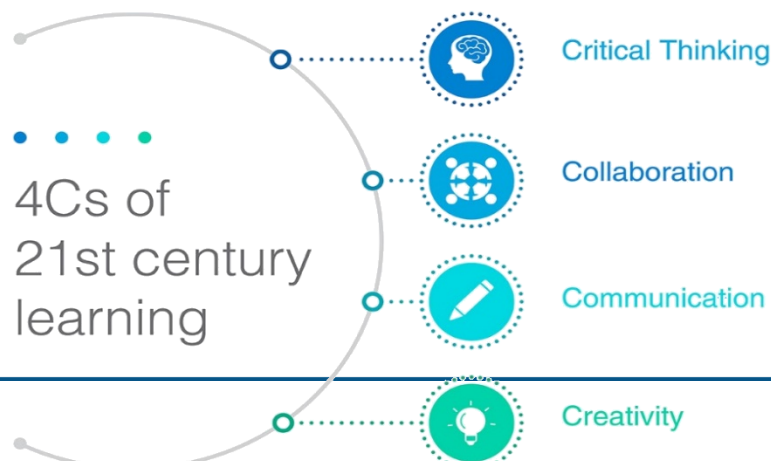 4Cs of
21st century
learning
Critical Thinking
Collaboration
Communication
Creativity